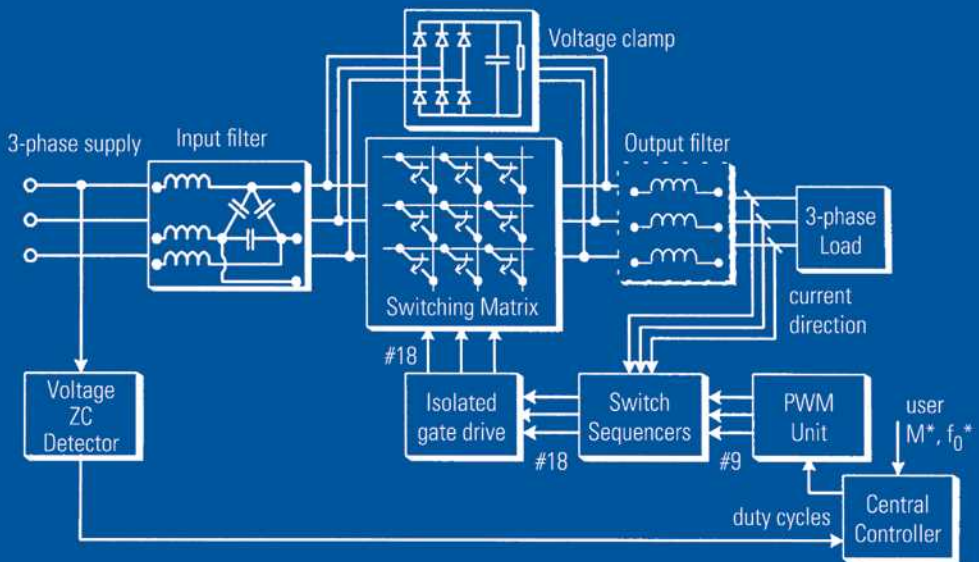 Voltage clamp
3-phase supply
Input filter
Output filter
Switching Matrix
3-phase
Load
current
direction
#18
Voltage
ZC
Detector
Isolated
gate drive
#18
Switch
Sequencers
#9
PWM
Unit
user
M*, f₀*
duty cycles
Central
Controller